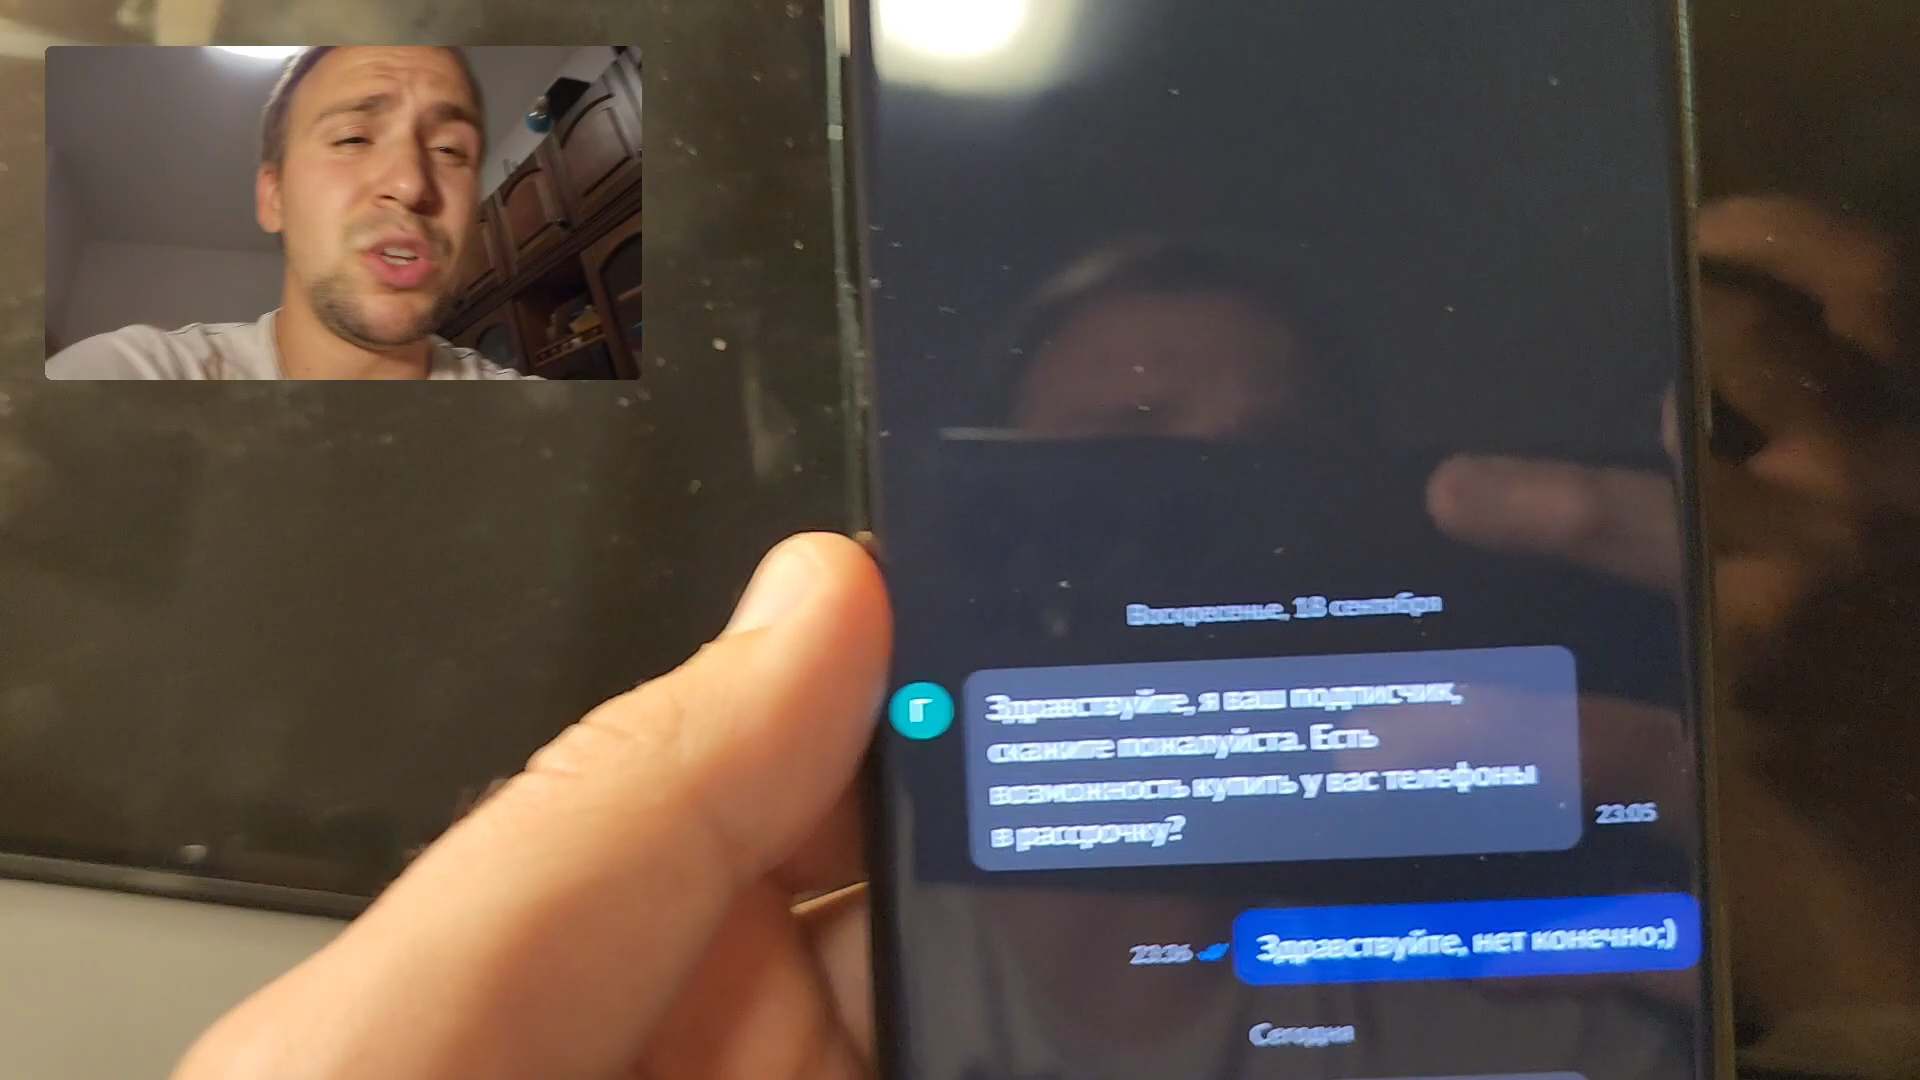 Воскресенье, 18 сентября
Г
Здравствуйте, я ваш подписчик,
скажите пожалуйста. Есть
возможность купить у вас телефоны
в рассрочку?
23:05
Здравствуйте, нет конечно;)
23:36
Сегодня